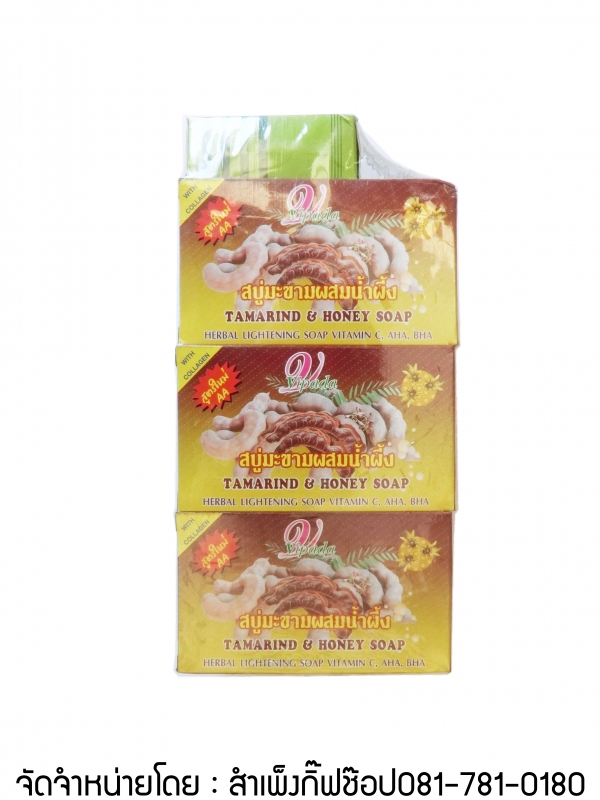 WITH
COLLAGEN
สูตรใหม่
AA
Vipada
สบู่มะขามผสมน้ำผึ้ง
TAMARIND & HONEY SOAP
HERBAL LIGHTENING SOAP VITAMIN C, AHA, BHA
WITH
COLLAGEN
สูตรใหม่
AA
Vipada
สบู่มะขามผสมน้ำผึ้ง
TAMARIND & HONEY SOAP
HERBAL LIGHTENING SOAP VITAMIN C, AHA, BHA
WITH
COLLAGEN
สูตรใหม่
AA
Vipada
สบู่มะขามผสมน้ำผึ้ง
TAMARIND & HONEY SOAP
HERBAL LIGHTENING SOAP VITAMIN C, AHA, BHA
จัดจำหน่ายโดย : สำเพ็งกิ๊ฟช๊อป081-781-0180